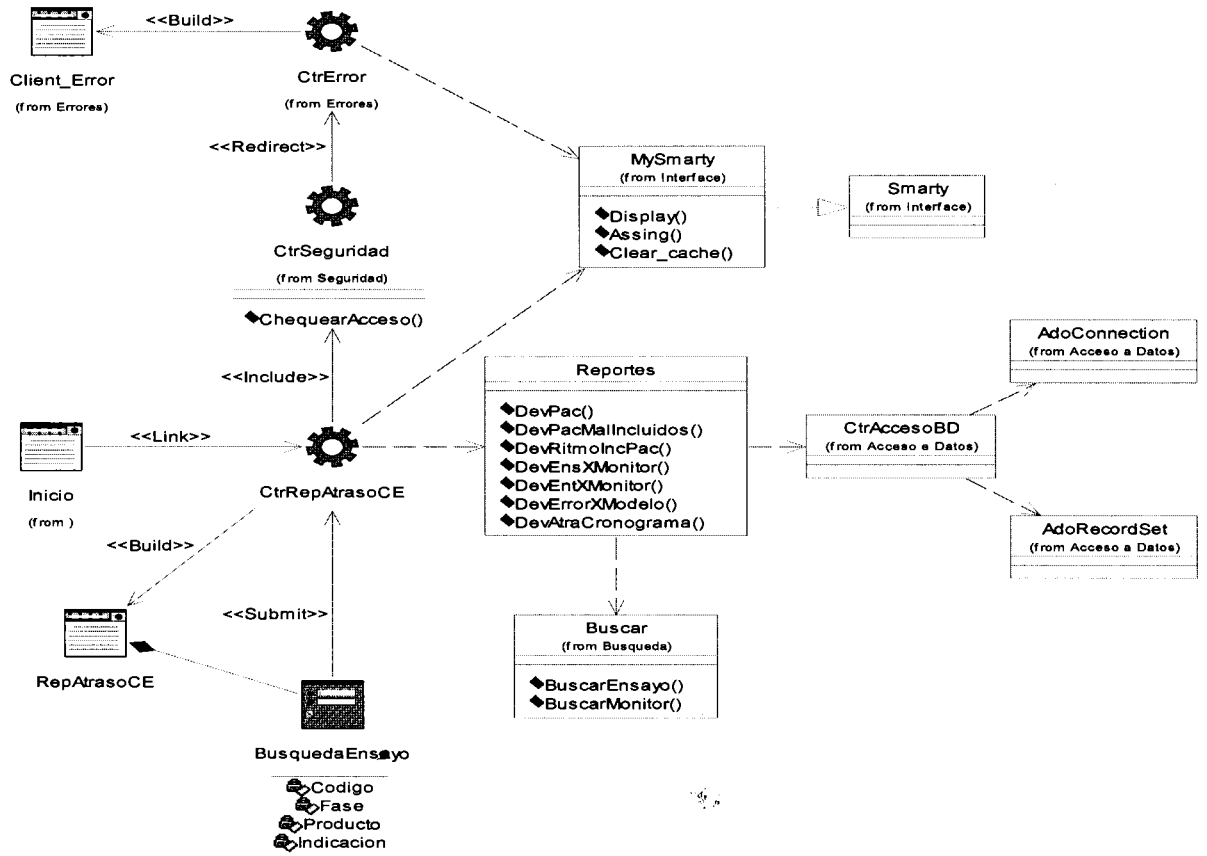 <<Build>>
Client_Error
(from Errores)
CtrError
(from Errores)
<<Redirect>>
CtrSeguridad
(from Seguridad)
ChequearAcceso()
<<Include>>
MySmarty
(from Interface)
Display()
Assing()
Clear_cache()
Smarty
(from Interface)
Inicio
(from )
<<Link>>
CtrRepAtrasoCE
Reportes
DevPac()
DevPacMalIncluidos()
DevRitmoIncPac()
DevEnsXMonitor()
DevEntXMonitor()
DevErrorXModelo()
DevAtraCronograma()
CtrAccesoBD
(from Acceso e Datos)
AdoConnection
(from Acceso a Datos)
AdoRecordSet
(from Acceso a Datos)
<<Build>>
RepAtrasoCE
<<Submit>>
BusquedaEnsayo
Codigo
Fase
Producto
Indicacion
Buscar
(from Busqueda)
BuscarEnsayo()
BuscarMonitor()